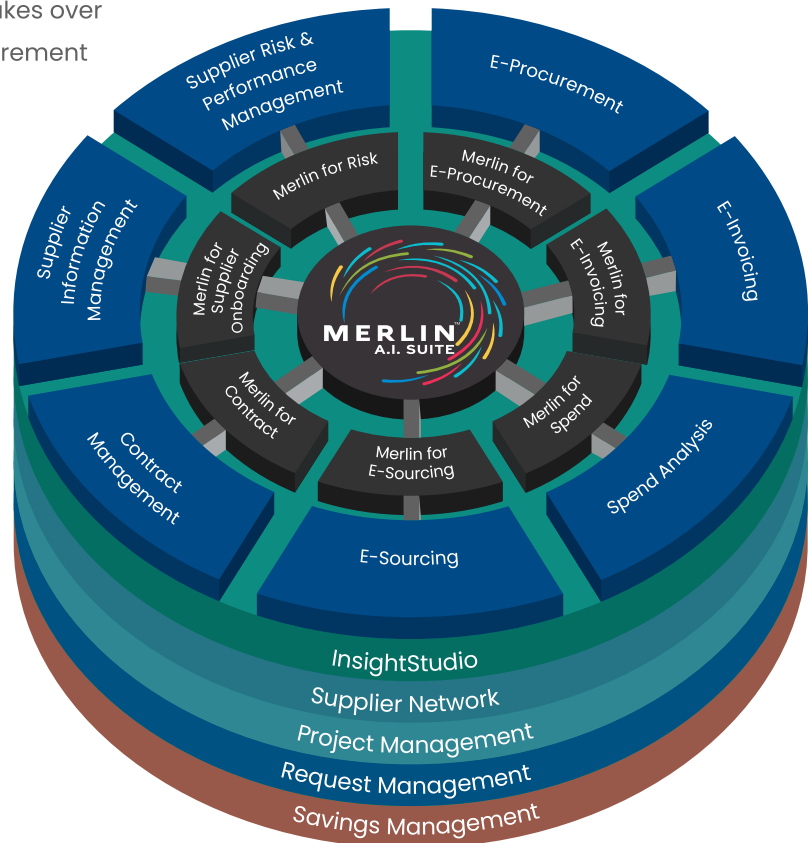 rement
Supplier Risk &
Performance
Management
E-Procurement
Supplier
Information
Management
E-Invoicing
Merlin for Risk
Merlin for
E-Procurement
Merlin for
Supplier
Onboarding
Merlin for
E-Invoicing
MERLIN
A.I. SUITE
Merlin for
Contract
Merlin for
Spend
Merlin for
E-Sourcing
Contract
Management
Spend Analysis
E-Sourcing
InsightStudio
Supplier Network
Project Management
Request Management
Savings Management